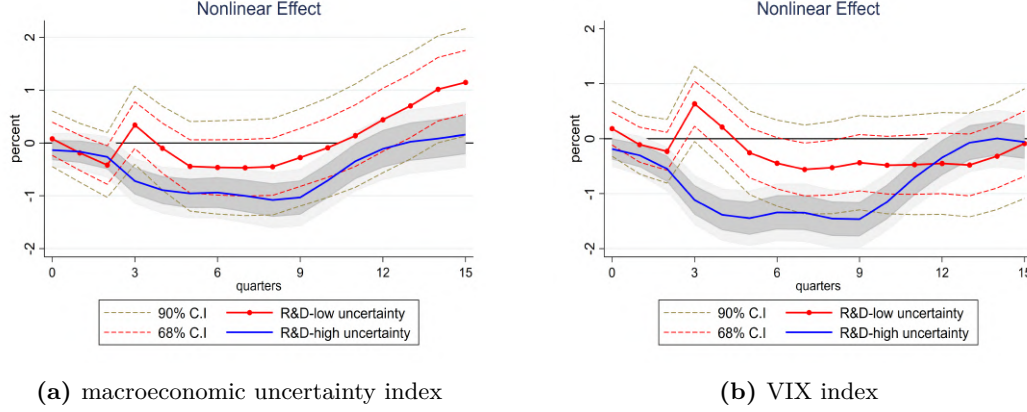 Nonlinear Effect
2
1
0
-1
-2
percent
0
3
6
9
12
15
quarters
90% C.I
R&D-low uncertainty
68% C.I
R&D-high uncertainty
(a) macroeconomic uncertainty index
Nonlinear Effect
2
1
0
-1
-2
percent
0
3
6
9
12
15
quarters
90% C.I
R&D-low uncertainty
68% C.I
R&D-high uncertainty
(b) VIX index